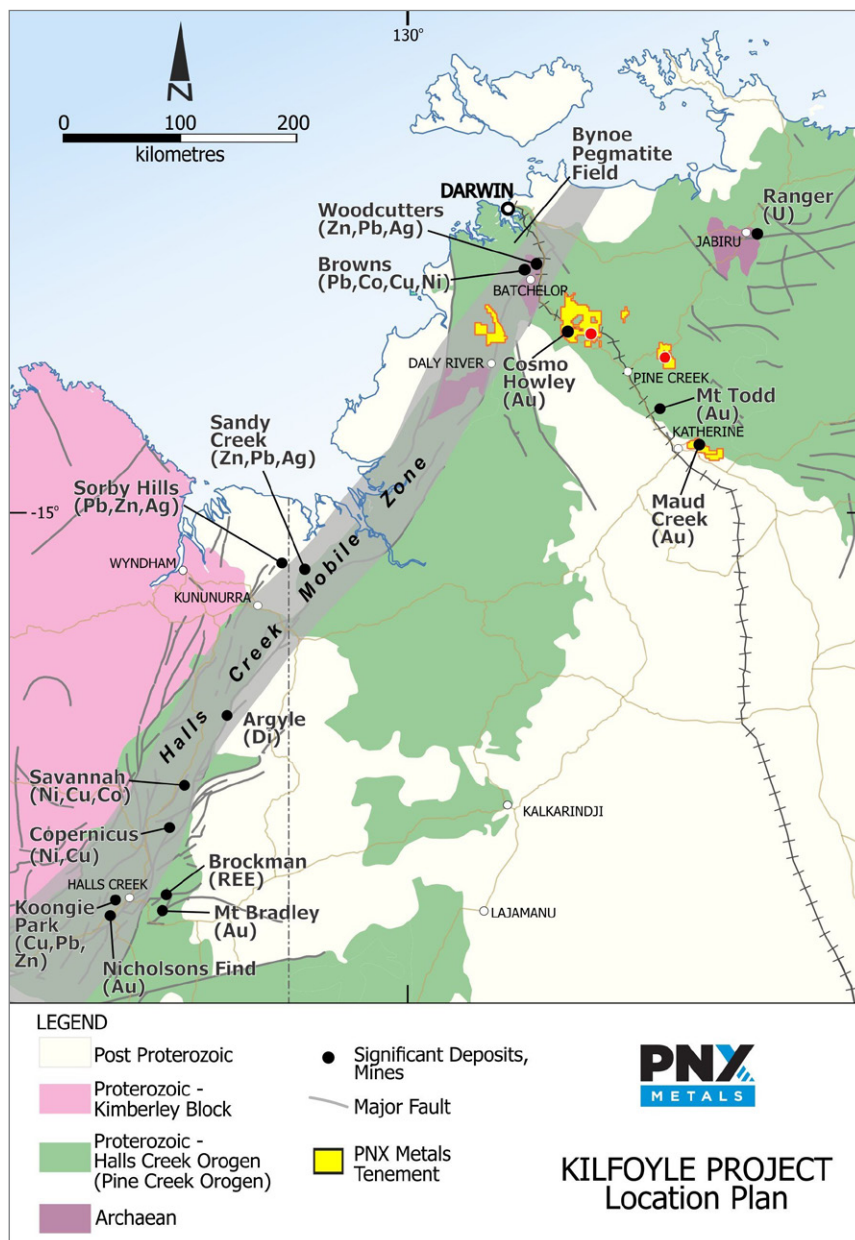 130°
N
0 100 200
kilometres
Bynoe
Pegmatite
Field
DARWIN
Woodcutters
(Zn,Pb,Ag)
Ranger
(U)
JABIRU
Browns
(Pb,Co,Cu,Ni)
BATCHELOR
DALY RIVER
Cosmo
Howley
(Au)
PINE CREEK
Mt Todd
(Au)
KATHERINE
Sandy
Creek
(Zn,Pb,Ag)
Sorby Hills
(Pb,Zn,Ag)
Maud
Creek
(Au)
-15°
WYNDHAM
KUNUNURRA
Halls Creek Mobile Zone
Argyle
(Di)
Savannah
(Ni,Cu,Co)
KALKARINDJI
Copernicus
(Ni,Cu)
Brockman
(REE)
HALLS CREEK
Koongie
Park
(Cu,Pb,
Zn)
Mt Bradley
(Au)
LAJAMANU
Nicholsons Find
(Au)
LEGEND
Post Proterozoic
Proterozoic -
Kimberley Block
Proterozoic -
Halls Creek Orogen
(Pine Creek Orogen)
Archaean
Significant Deposits,
Mines
Major Fault
PNX Metals
Tenement
PNX
METALS
KILFOYLE PROJECT
Location Plan